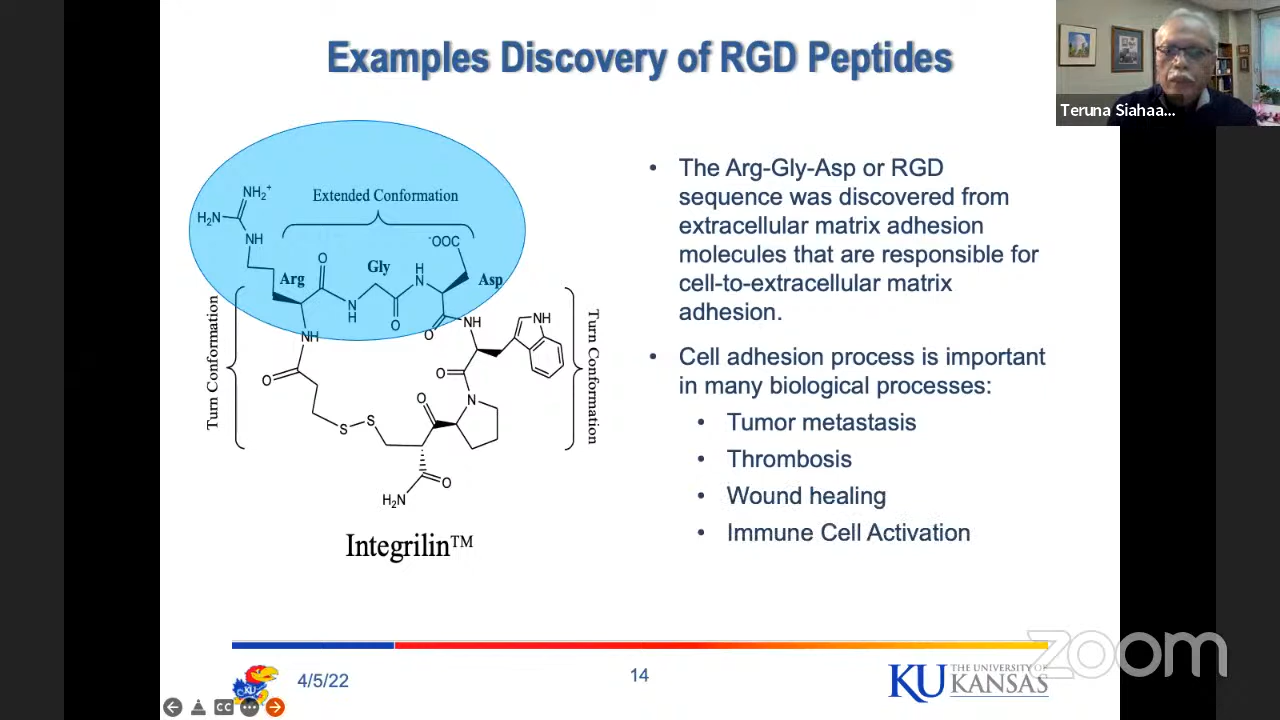 Examples Discovery of RGD Peptides
Teruna Siahaa...
Extended Conformation
NH₂⁺
H₂N
NH
⁻OOC
Arg
O
Gly
H
N
Asp
N
H
O
O
NH
NH
NH
Turn Conformation
Turn Conformation
O
O
O
N
S
S
O
H₂N
Integrilin™
• The Arg-Gly-Asp or RGD
sequence was discovered from
extracellular matrix adhesion
molecules that are responsible for
cell-to-extracellular matrix
adhesion.
• Cell adhesion process is important
in many biological processes:
• Tumor metastasis
• Thrombosis
• Wound healing
• Immune Cell Activation
KU
4/5/22
14
KU THE UNIVERSITY OF
KANSAS
zoom
CC